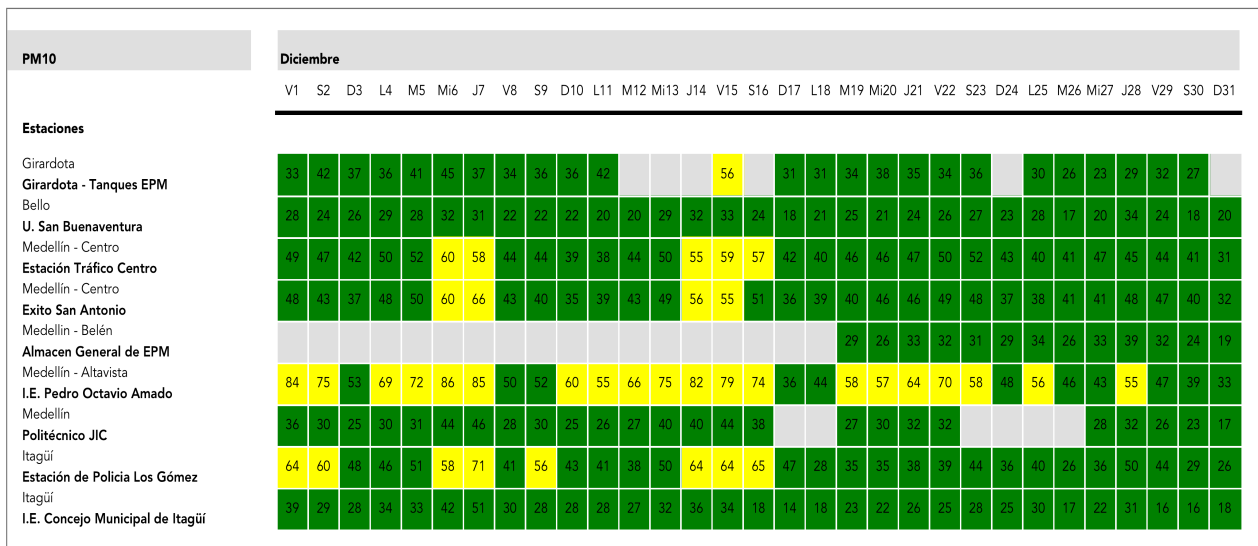 PM10 Diciembre
V1 S2 D3 L4 M5 Mi6 J7 V8 S9 D10 L11 M12 Mi13 J14 V15 S16 D17 L18 M19 Mi20 J21 V22 S23 D24 L25 M26 Mi27 J28 V29 S30 D31
Estaciones
Girardota
Girardota - Tanques EPM
33 42 37 36 41 45 37 34 36 36 42 56 31 31 34 38 35 34 36 30 26 23 29 32 27
Bello
U. San Buenaventura
28 24 26 29 28 32 31 22 22 22 20 20 29 32 33 24 18 21 25 21 24 26 27 23 28 17 20 34 24 18 20
Medellín - Centro
Estación Tráfico Centro
49 47 42 50 52 60 58 44 44 39 38 44 50 55 59 57 42 40 46 46 47 50 52 43 40 41 47 45 44 41 31
Medellín - Centro
Exito San Antonio
48 43 37 48 50 60 66 43 40 35 39 43 49 56 55 51 36 39 40 46 46 49 48 37 38 41 41 48 47 40 32
Medellin - Belén
Almacen General de EPM
29 26 33 32 31 29 34 26 33 39 32 24 19
Medellín - Altavista
I.E. Pedro Octavio Amado
84 75 53 69 72 86 85 50 52 60 55 66 75 82 79 74 36 44 58 57 64 70 58 48 56 46 43 55 47 39 33
Medellín
Politécnico JIC
36 30 25 30 31 44 46 28 30 25 26 27 40 40 44 38 27 30 32 32 28 32 26 23 17
Itagüí
Estación de Policia Los Gómez
64 60 48 46 51 58 71 41 56 43 41 38 50 64 64 65 47 28 35 35 38 39 44 36 40 26 36 50 44 29 26
Itagüí
I.E. Concejo Municipal de Itagüí
39 29 28 34 33 42 51 30 28 28 28 27 32 36 34 18 14 18 23 22 26 25 28 25 30 17 22 31 16 16 18